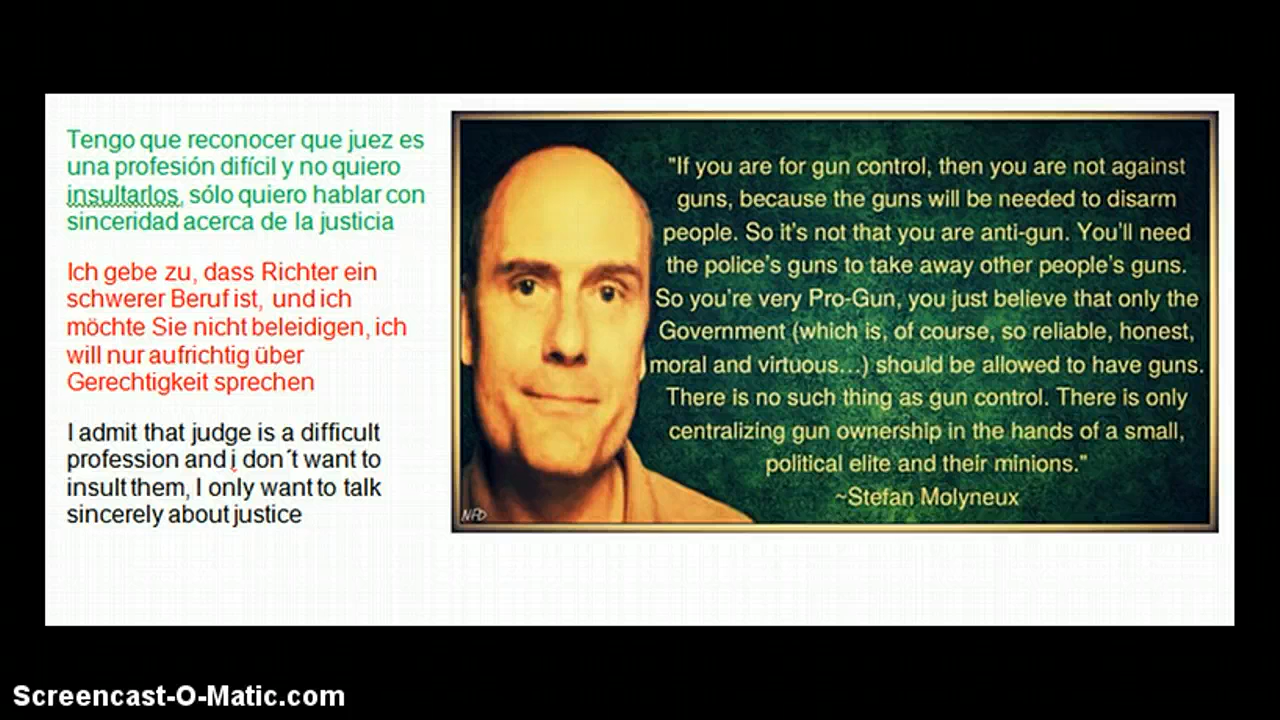 Tengo que reconocer que juez es
una profesión difícil y no quiero
insultarlos, sólo quiero hablar con
sinceridad acerca de la justicia
Ich gebe zu, dass Richter ein
schwerer Beruf ist, und ich
möchte Sie nicht beleidigen, ich
will nur aufrichtig über
Gerechtigkeit sprechen
I admit that judge is a difficult
profession and i don´t want to
insult them, I only want to talk
sincerely about justice
"If you are for gun control, then you are not against
guns, because the guns will be needed to disarm
people. So it's not that you are anti-gun. You'll need
the police's guns to take away other people's guns.
So you're very Pro-Gun, you just believe that only the
Government (which is, of course, so reliable, honest,
moral and virtuous...) should be allowed to have guns.
There is no such thing as gun control. There is only
centralizing gun ownership in the hands of a small,
political elite and their minions."
~Stefan Molyneux
NRD
Screencast-O-Matic.com